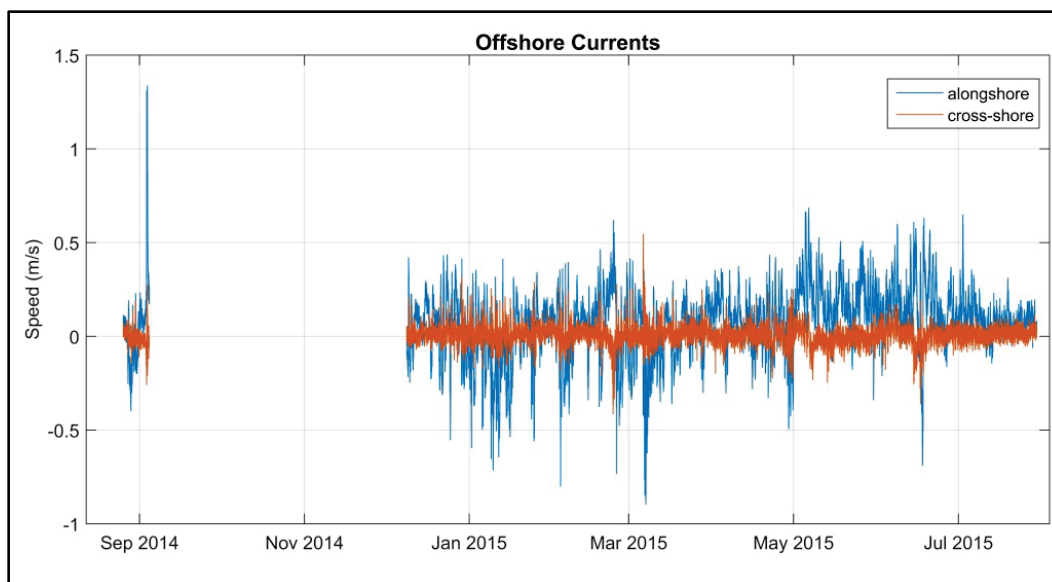 Offshore Currents
1.5
alongshore
cross-shore
1
0.5
0
-0.5
-1
Speed (m/s)
Sep 2014
Nov 2014
Jan 2015
Mar 2015
May 2015
Jul 2015